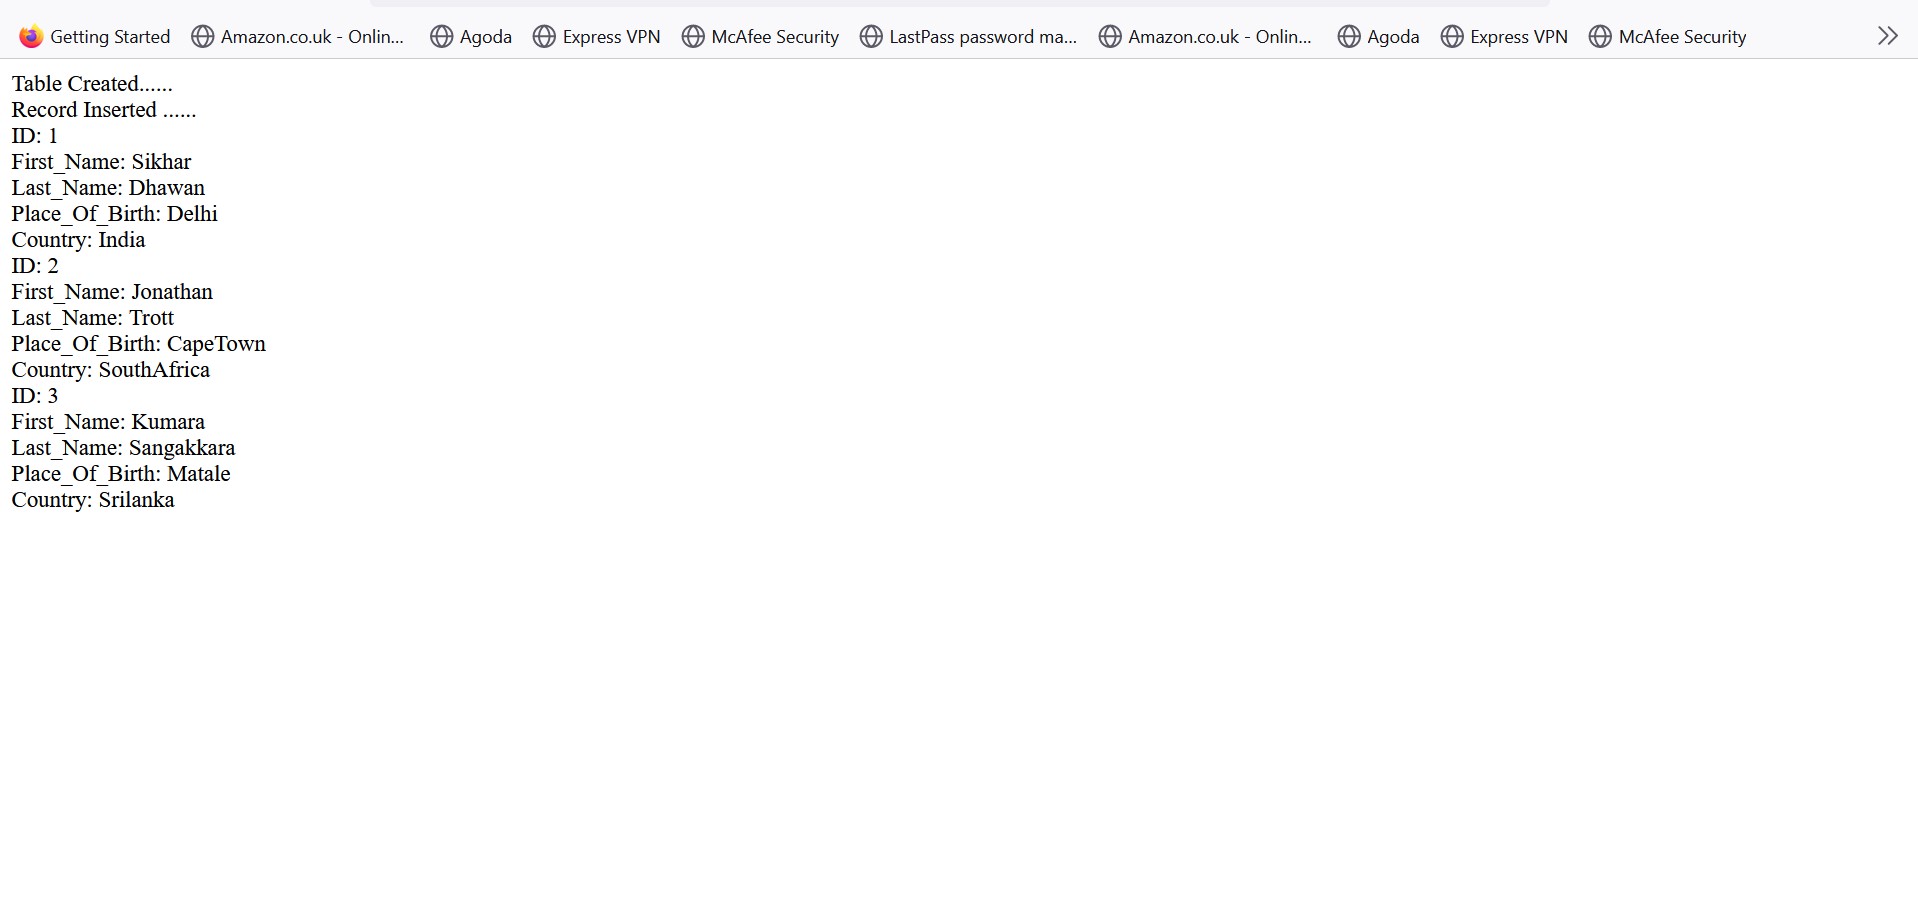 Getting Started Amazon.co.uk - Onlin... Agoda Express VPN McAfee Security LastPass password ma... Amazon.co.uk - Onlin... Agoda Express VPN McAfee Security
Table Created......
Record Inserted ......
ID: 1
First_Name: Sikhar
Last_Name: Dhawan
Place_Of_Birth: Delhi
Country: India
ID: 2
First_Name: Jonathan
Last_Name: Trott
Place_Of_Birth: CapeTown
Country: SouthAfrica
ID: 3
First_Name: Kumara
Last_Name: Sangakkara
Place_Of_Birth: Matale
Country: Srilanka